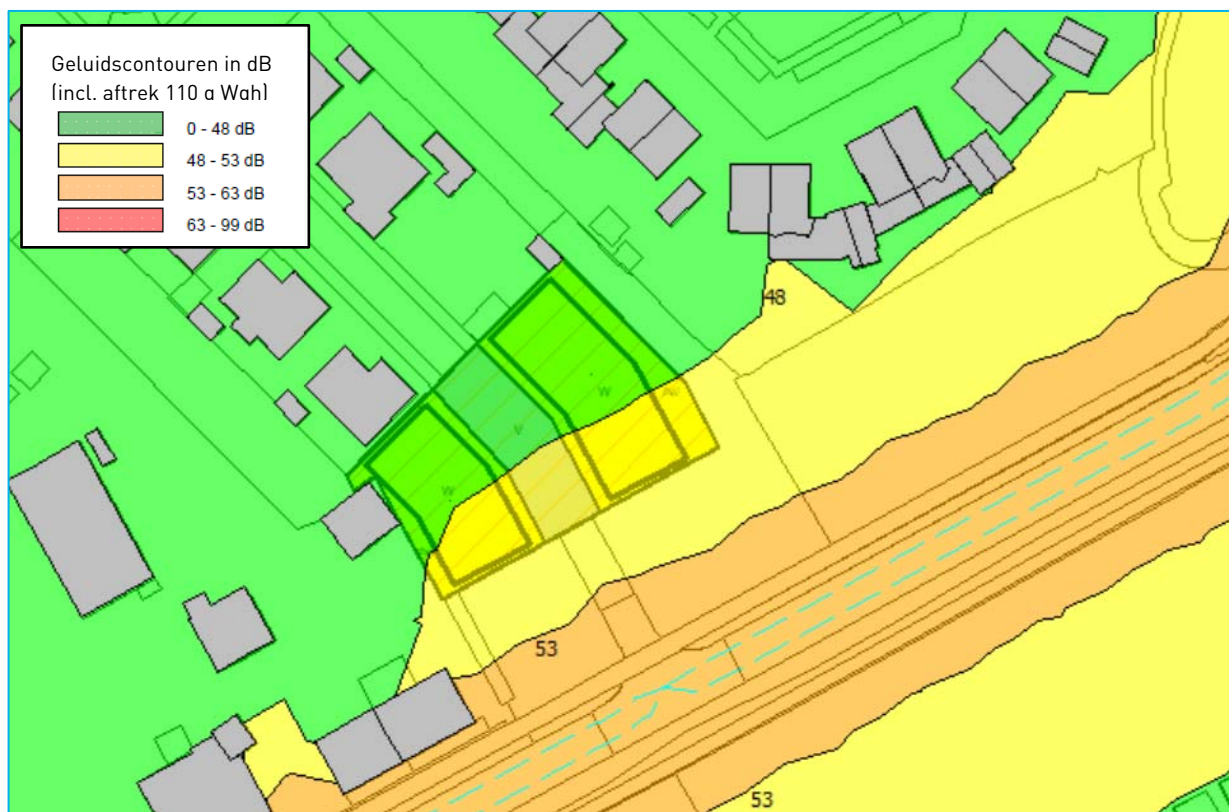 Geluidscontouren in dB
(incl. aftrek 110 g Wgh)
0 - 48 dB
48 - 53 dB
53 - 63 dB
63 - 99 dB
48
W
V
W
53
53